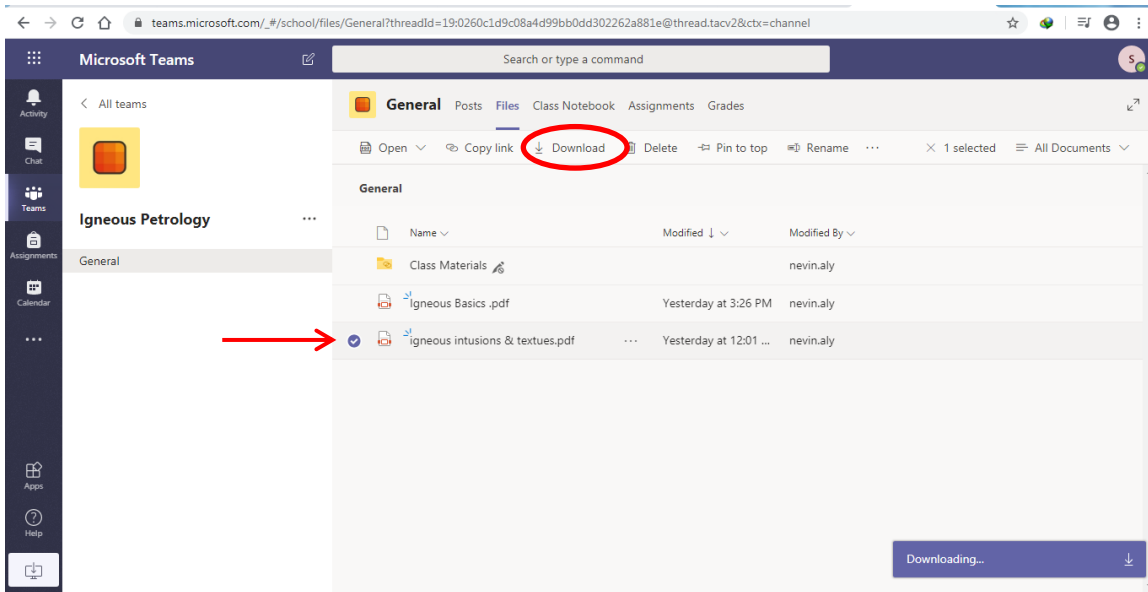 teams.microsoft.com/_#/school/files/General?threadId=19:0260c1d9c08a4d99bb0dd302262a881e@thread.tacv2&ctx=channel
Microsoft Teams
Search or type a command
S
Activity
Chat
Teams
Assignments
Calendar
Apps
Help
All teams
Igneous Petrology
General
General Posts Files Class Notebook Assignments Grades
Open Copy link Download Delete Pin to top Rename ... 1 selected All Documents
General
Name Modified Modified By
Class Materials nevin.aly
Igneous Basics .pdf Yesterday at 3:26 PM nevin.aly
igneous intusions & textues.pdf ... Yesterday at 12:01 ... nevin.aly
Downloading...